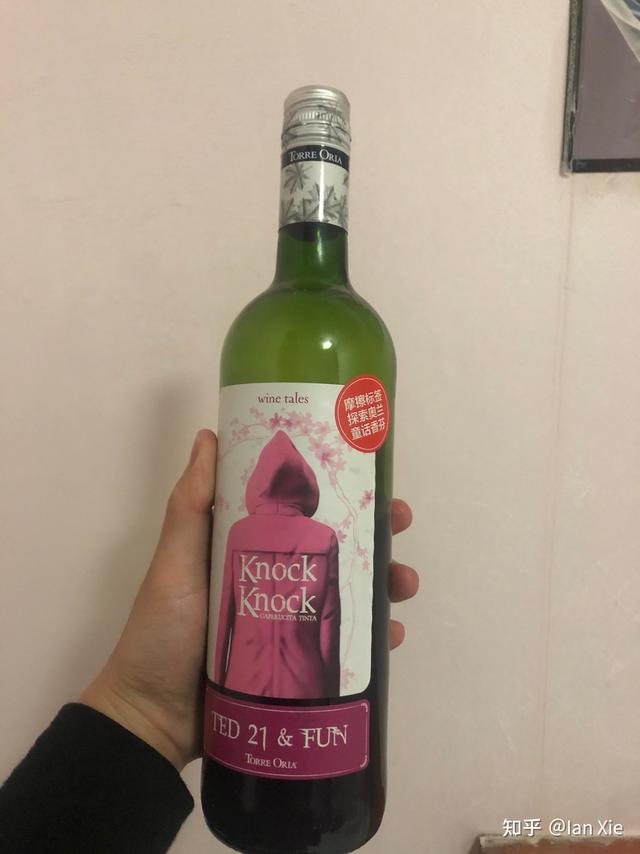 TORRE ORIA
wine tales
摩擦标签
探索奥兰
童话香芬
Knock
Knock
CAPERUCITA TINTA
TED 21 & FUN
TORRE ORIA
知乎 @Ian Xie